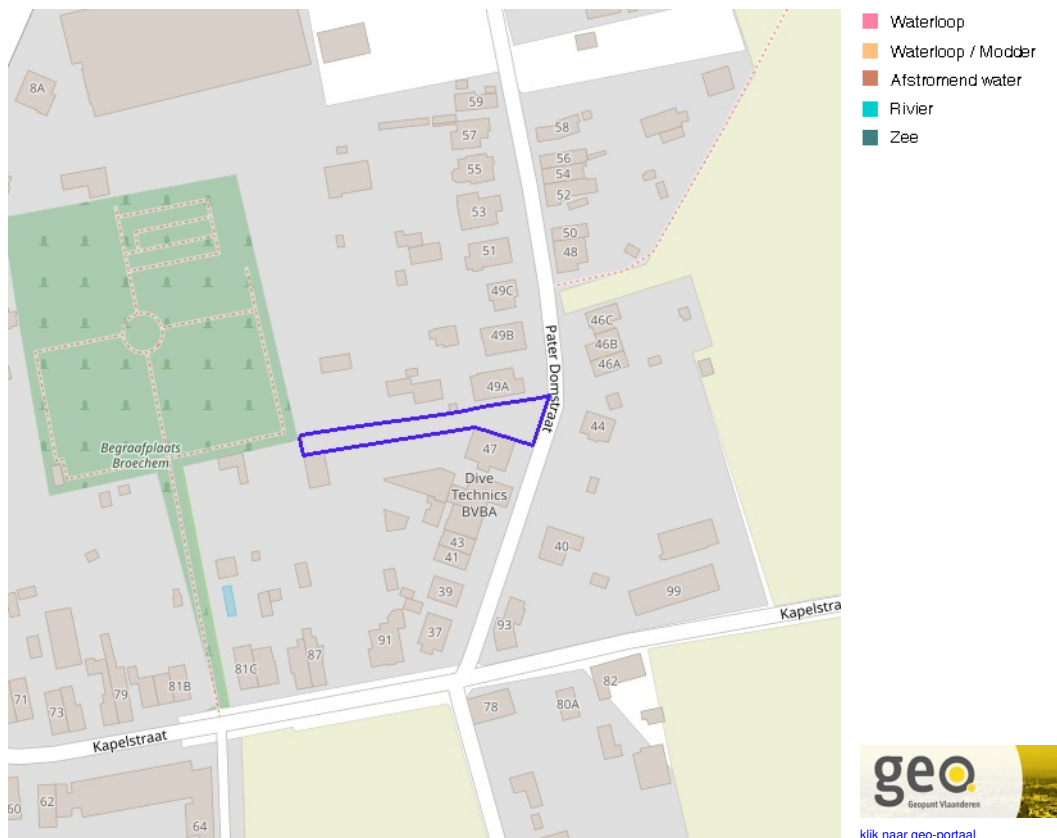 8A
59
57
58
56
54
52
55
53
50
48
51
49C
46C
49B
46B
46A
Pater Domstraat
49A
44
47
Begraafplaats
Broechem
Dive
Technics
BVBA
43
41
40
39
99
93
37
91
Kapelstra
87
81C
81B
79
71
73
82
78
80A
Kapelstraat
62
60
64
Waterloop
Waterloop / Modder
Afstromend water
Rivier
Zee
geo
Geopunt Vlaanderen
klik naar geo-portaal